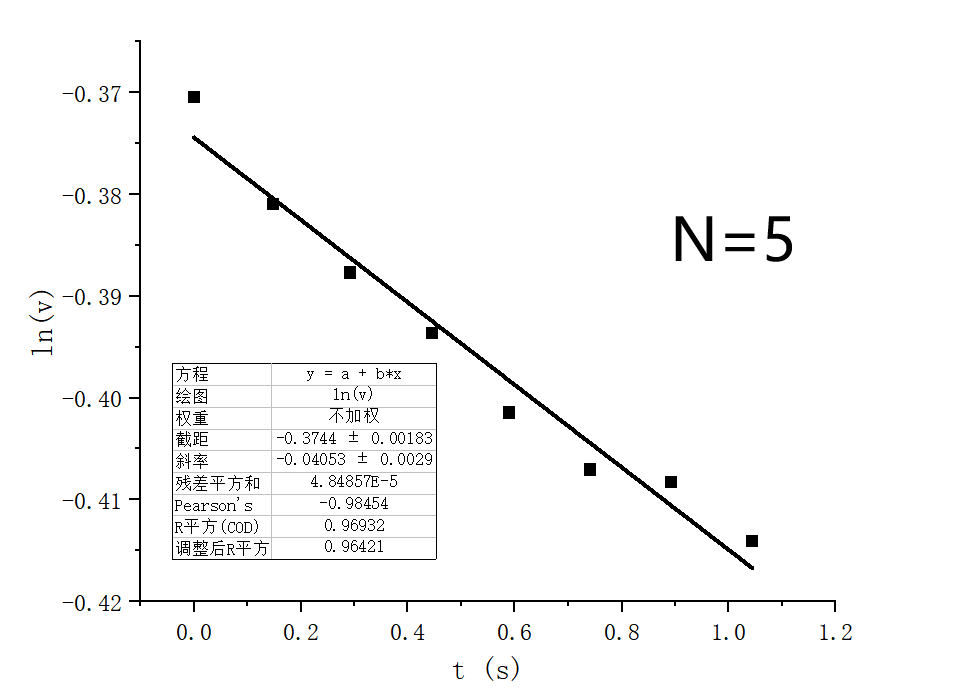 -0.37
-0.38
N=5
-0.39
ln(v)
方程 y = a + b*x
绘图 ln(v)
-0.40
权重 不加权
截距 -0.3744 ± 0.00183
斜率 -0.04053 ± 0.0029
残差平方和 4.84857E-5
-0.41
Pearson's -0.98454
R平方(COD) 0.96932
调整后R平方 0.96421
-0.42
0.0 0.2 0.4 0.6 0.8 1.0 1.2
t (s)